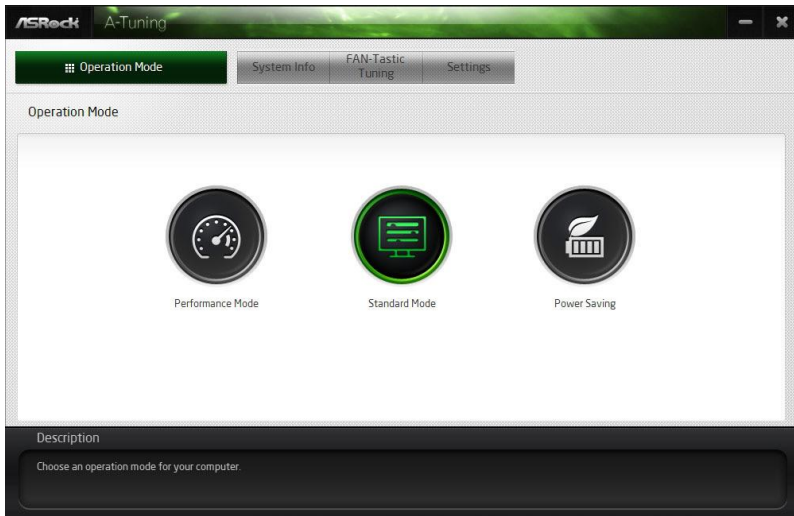 ASRock A-Tuning
Operation Mode
System Info
FAN-Tastic
Tuning
Settings
Operation Mode
Performance Mode
Standard Mode
Power Saving
Description
Choose an operation mode for your computer.